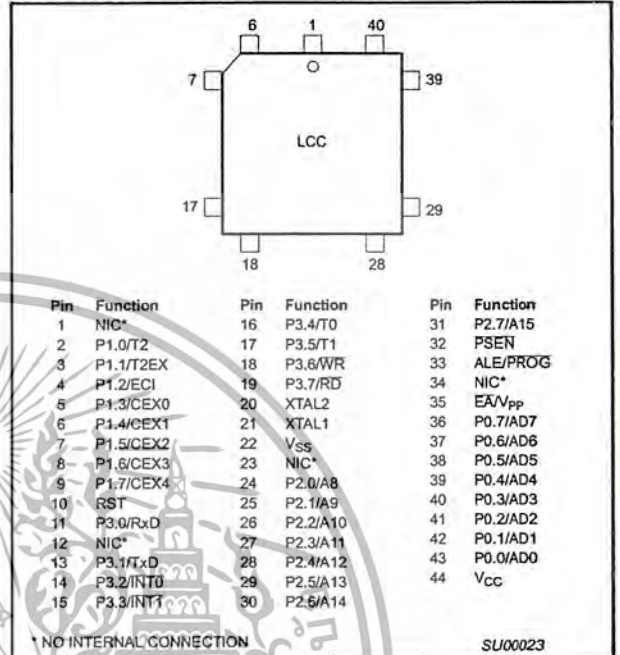 6 1 40
7 39
LCC
17 29
18 28
Pin Function Pin Function Pin Function
1 NIC* 16 P3.4/T0 31 P2.7/A15
2 P1.0/T2 17 P3.5/T1 32 PSEN
3 P1.1/T2EX 18 P3.6/WR 33 ALE/PROG
4 P1.2/ECI 19 P3.7/RD 34 NIC*
5 P1.3/CEX0 20 XTAL2 35 EA/VPP
6 P1.4/CEX1 21 XTAL1 36 P0.7/AD7
7 P1.5/CEX2 22 VSS 37 P0.6/AD6
8 P1.6/CEX3 23 NIC* 38 P0.5/AD5
9 P1.7/CEX4 24 P2.0/A8 39 P0.4/AD4
10 RST 25 P2.1/A9 40 P0.3/AD3
11 P3.0/RxD 26 P2.2/A10 41 P0.2/AD2
12 NIC* 27 P2.3/A11 42 P0.1/AD1
13 P3.1/TxD 28 P2.4/A12 43 P0.0/AD0
14 P3.2/INT0 29 P2.5/A13 44 VCC
15 P3.3/INT1 30 P2.6/A14
* NO INTERNAL CONNECTION SU00023